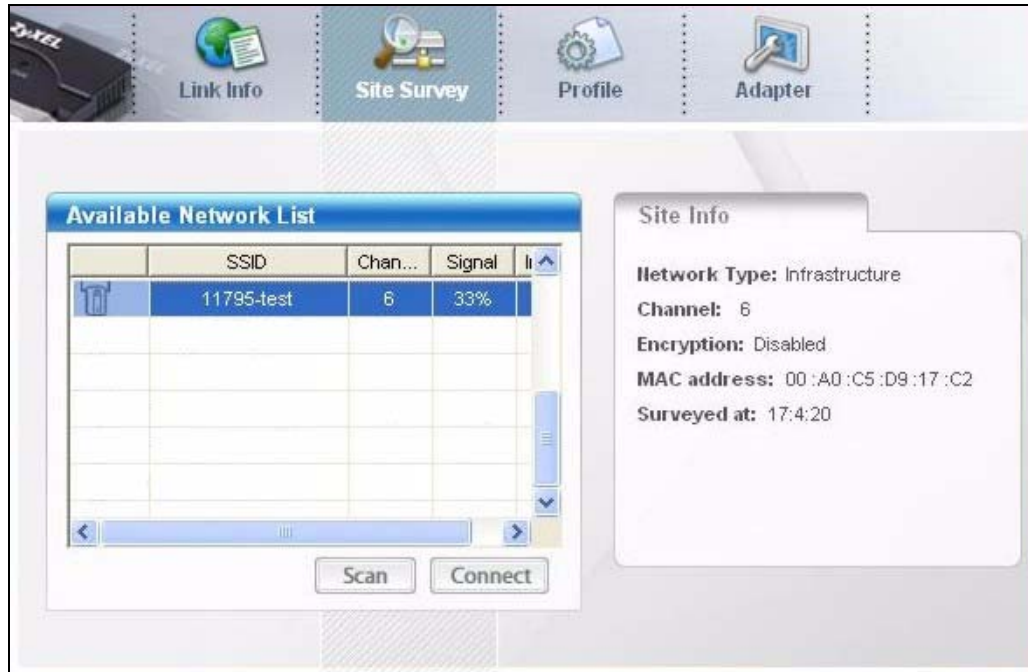 ZyXEL
Link Info Site Survey Profile Adapter
Available Network List
SSID Chan... Signal
11795-test 6 33%
Scan Connect
Site Info
Network Type: Infrastructure
Channel: 6
Encryption: Disabled
MAC address: 00 :A0 :C5 :D9 :17 :C2
Surveyed at: 17:4:20